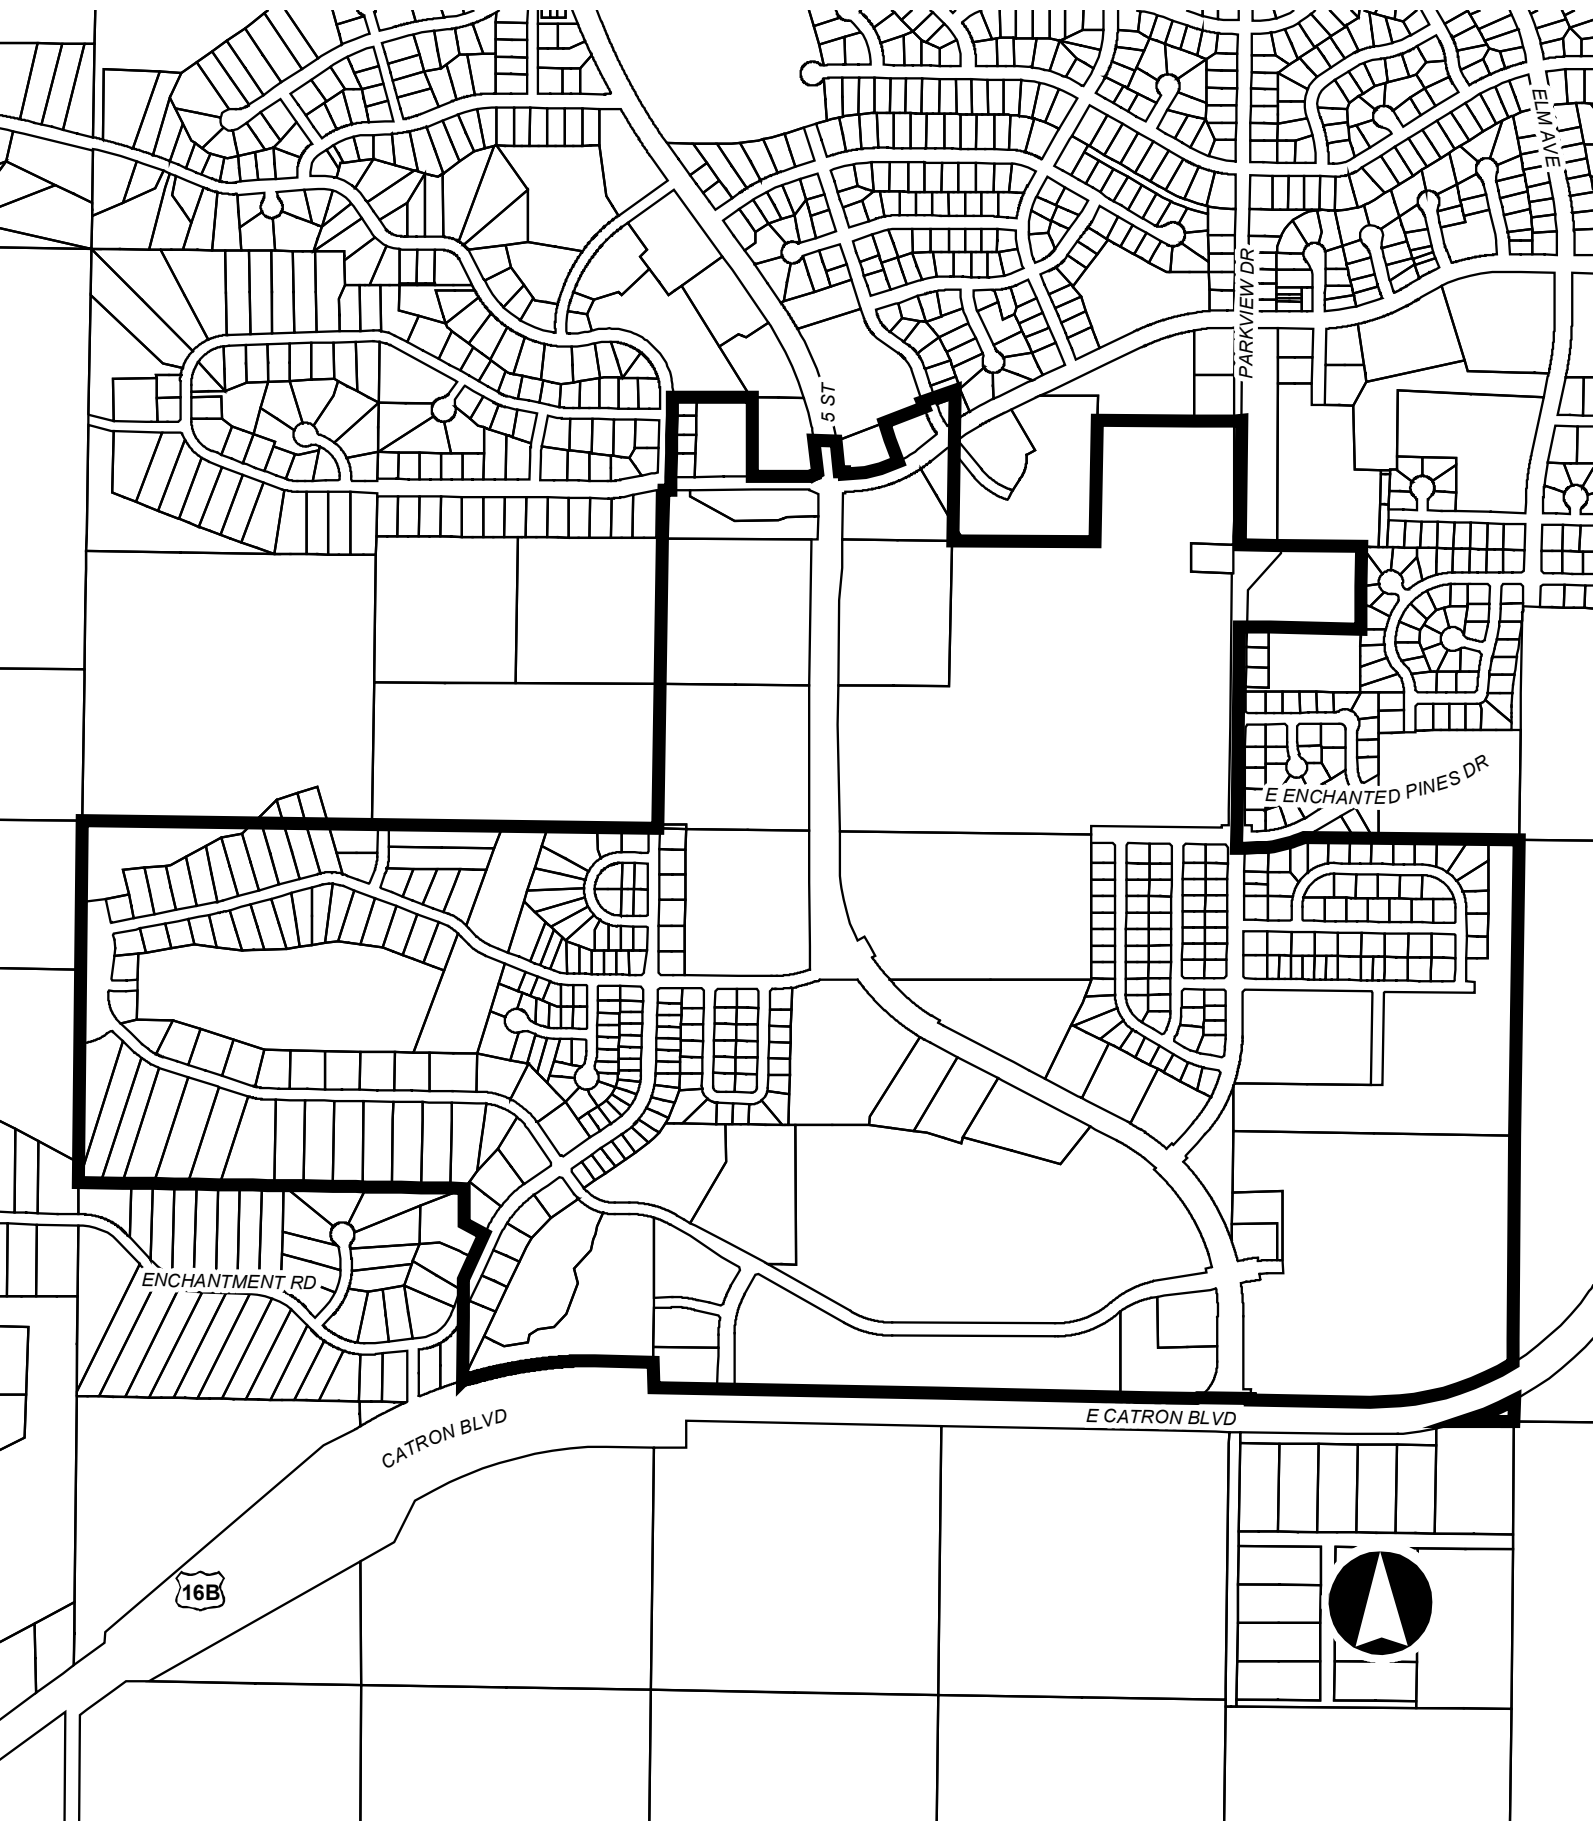 ELM AVE
PARKVIEW DR
5 ST
E ENCHANTED PINES DR
ENCHANTMENT RD
E CATRON BLVD
CATRON BLVD
16B